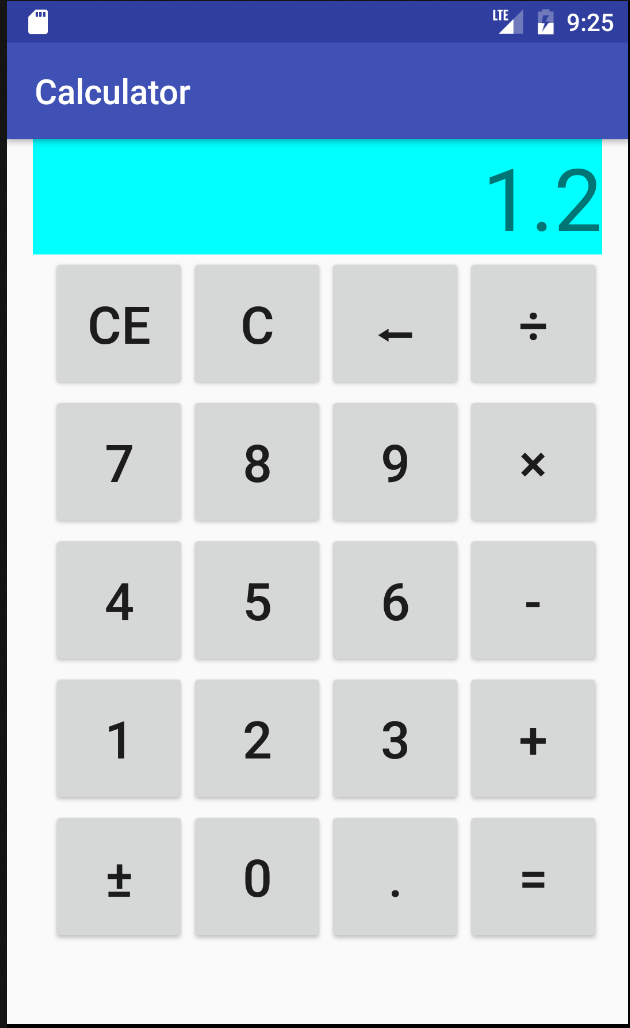 LTE 9:25
Calculator
1.2
CE C ← ÷
7 8 9 ×
4 5 6 -
1 2 3 +
± 0 . =